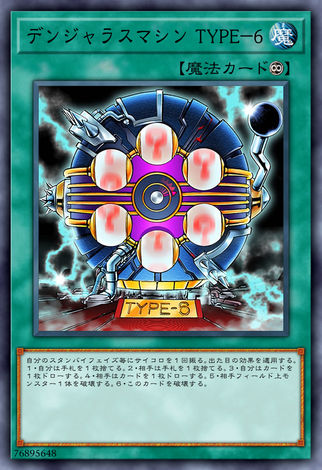 デンジャラスマシン TYPE−6
魔
【魔法カード】
TYPE-6
自分のスタンバイフェイズ毎にサイコロを1回振る。出た目の効果を適用する。
1・自分は手札を1枚捨てる。2・相手は手札を1枚捨てる。3・自分はカードを
1枚ドローする。4・相手はカードを1枚ドローする。5・相手フィールド上モ
ンスター1体を破壊する。6・このカードを破壊する。
76895648